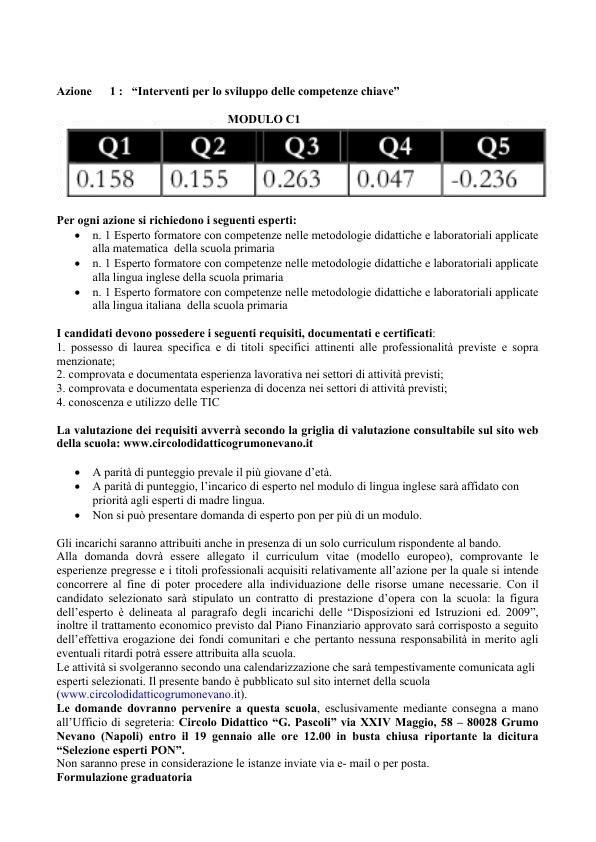 Azione 1 : “Interventi per lo sviluppo delle competenze chiave”
MODULO C1
Q1 Q2 Q3 Q4 Q5
0.158 0.155 0.263 0.047 -0.236
Per ogni azione si richiedono i seguenti esperti:
• n. 1 Esperto formatore con competenze nelle metodologie didattiche e laboratoriali applicate
alla matematica della scuola primaria
• n. 1 Esperto formatore con competenze nelle metodologie didattiche e laboratoriali applicate
alla lingua inglese della scuola primaria
• n. 1 Esperto formatore con competenze nelle metodologie didattiche e laboratoriali applicate
alla lingua italiana della scuola primaria
I candidati devono possedere i seguenti requisiti, documentati e certificati:
1. possesso di laurea specifica e di titoli specifici attinenti alle professionalità previste e sopra
menzionate;
2. comprovata e documentata esperienza lavorativa nei settori di attività previsti;
3. comprovata e documentata esperienza di docenza nei settori di attività previsti;
4. conoscenza e utilizzo delle TIC
La valutazione dei requisiti avverrà secondo la griglia di valutazione consultabile sul sito web
della scuola: www.circolodidatticogrumonevano.it
• A parità di punteggio prevale il più giovane d’età.
• A parità di punteggio, l’incarico di esperto nel modulo di lingua inglese sarà affidato con
priorità agli esperti di madre lingua.
• Non si può presentare domanda di esperto pon per più di un modulo.
Gli incarichi saranno attribuiti anche in presenza di un solo curriculum rispondente al bando.
Alla domanda dovrà essere allegato il curriculum vitae (modello europeo), comprovante le
esperienze pregresse e i titoli professionali acquisiti relativamente all’azione per la quale si intende
concorrere al fine di poter procedere alla individuazione delle risorse umane necessarie. Con il
candidato selezionato sarà stipulato un contratto di prestazione d’opera con la scuola: la figura
dell’esperto è delineata al paragrafo degli incarichi delle “Disposizioni ed Istruzioni ed. 2009”,
inoltre il trattamento economico previsto dal Piano Finanziario approvato sarà corrisposto a seguito
dell’effettiva erogazione dei fondi comunitari e che pertanto nessuna responsabilità in merito agli
eventuali ritardi potrà essere attribuita alla scuola.
Le attività si svolgeranno secondo una calendarizzazione che sarà tempestivamente comunicata agli
esperti selezionati. Il presente bando è pubblicato sul sito internet della scuola
(www.circolodidatticogrumonevano.it).
Le domande dovranno pervenire a questa scuola, esclusivamente mediante consegna a mano
all’Ufficio di segreteria: Circolo Didattico “G. Pascoli” via XXIV Maggio, 58 – 80028 Grumo
Nevano (Napoli) entro il 19 gennaio alle ore 12.00 in busta chiusa riportante la dicitura
“Selezione esperti PON”.
Non saranno prese in considerazione le istanze inviate via e- mail o per posta.
Formulazione graduatoria